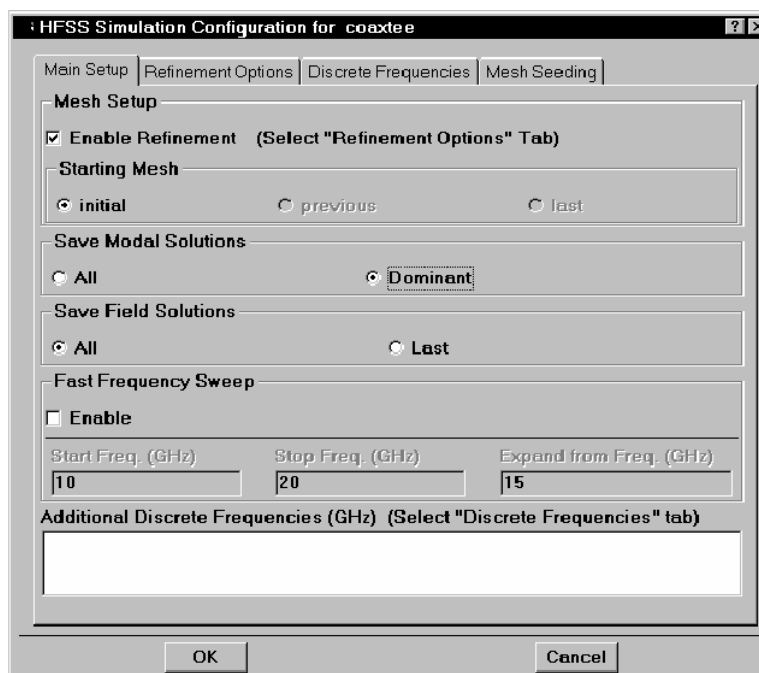 HFSS Simulation Configuration for coaxtee
Main Setup Refinement Options Discrete Frequencies Mesh Seeding
Mesh Setup
Enable Refinement (Select "Refinement Options" Tab)
Starting Mesh
initial previous last
Save Modal Solutions
All Dominant
Save Field Solutions
All Last
Fast Frequency Sweep
Enable
Start Freq. (GHz) Stop Freq. (GHz) Expand from Freq. (GHz)
10 20 15
Additional Discrete Frequencies (GHz) (Select "Discrete Frequencies" tab)
OK Cancel